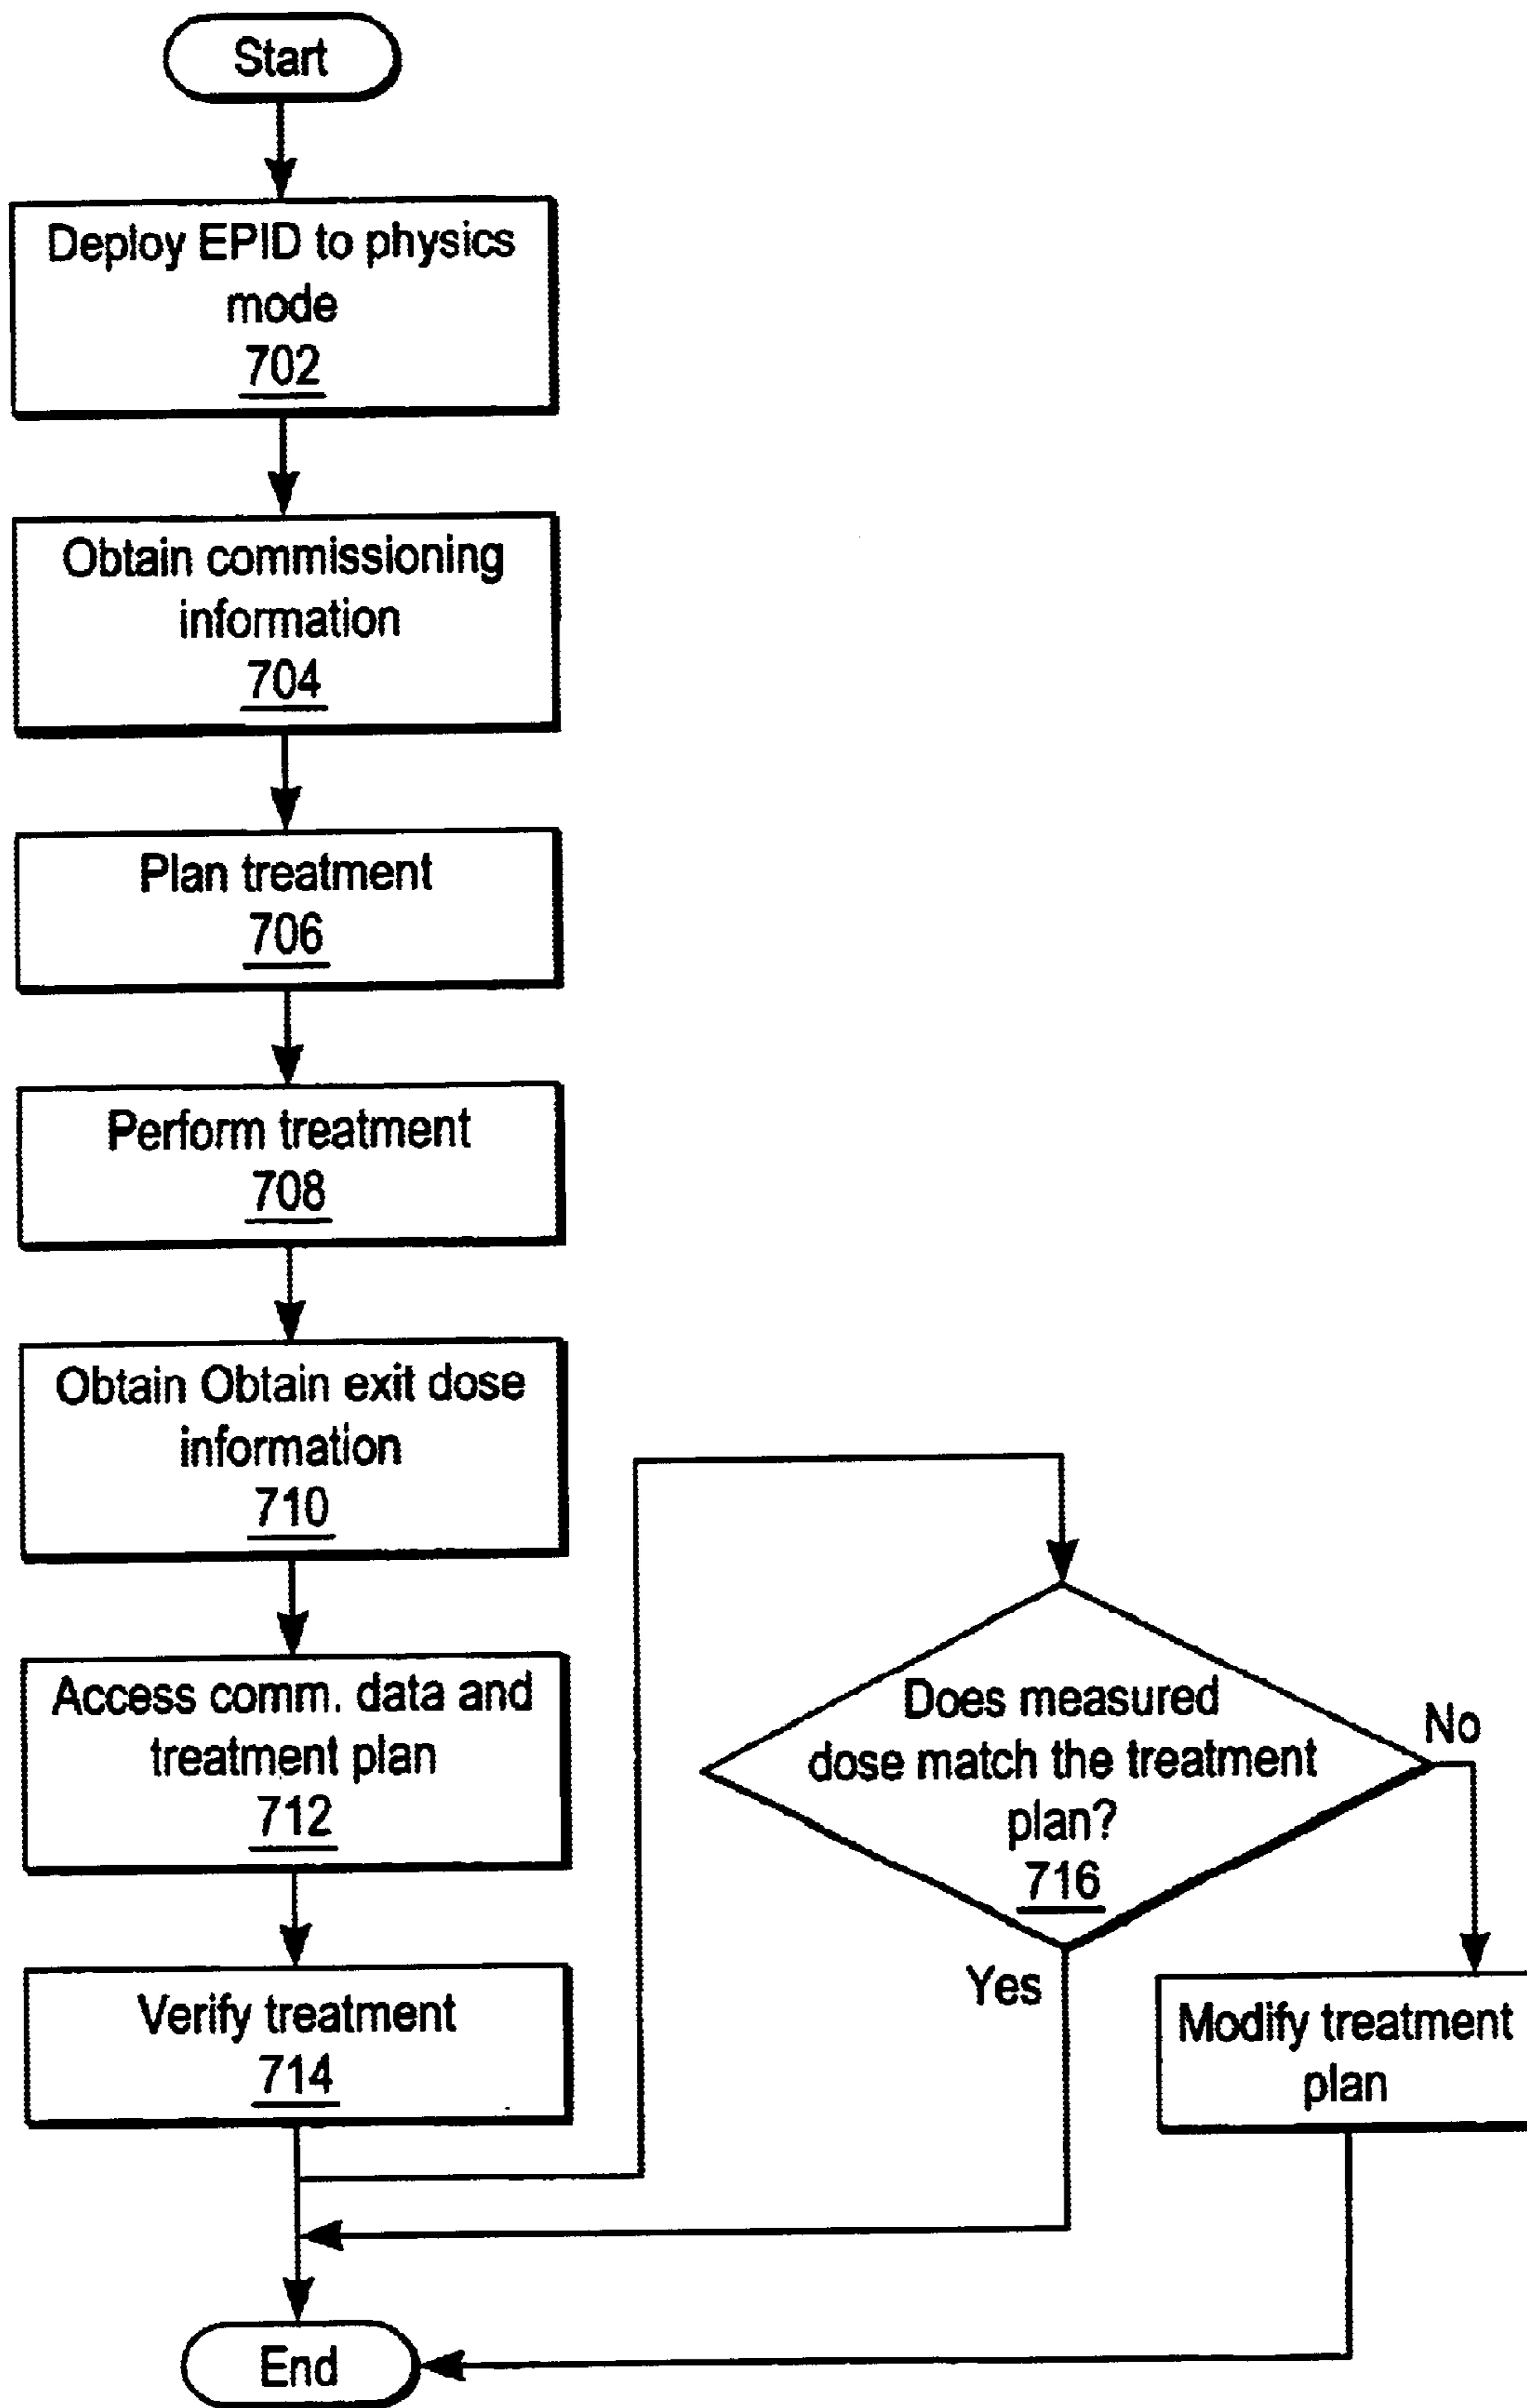 Start
Deploy EPID to physics
mode
702
Obtain commissioning
information
704
Plan treatment
706
Perform treatment
708
Obtain Obtain exit dose
information
710
Access comm. data and
treatment plan
712
Verify treatment
714
Does measured
dose match the treatment
plan?
716
No
Yes
Modify treatment
plan
End